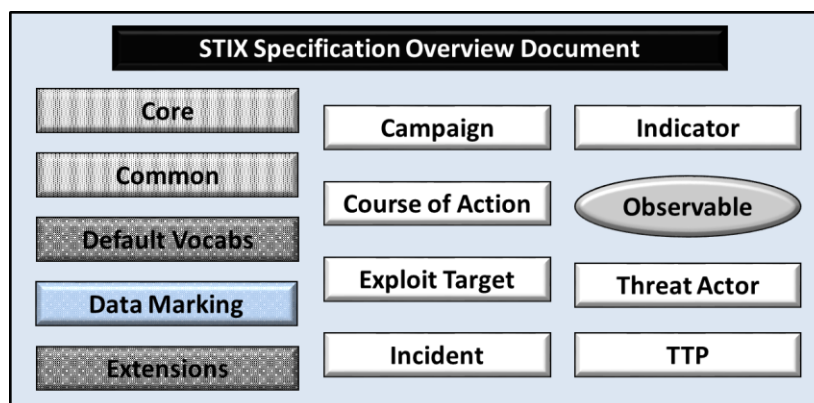 STIX Specification Overview Document
Core
Common
Default Vocabs
Data Marking
Extensions
Campaign
Course of Action
Exploit Target
Incident
Indicator
Observable
Threat Actor
TTP